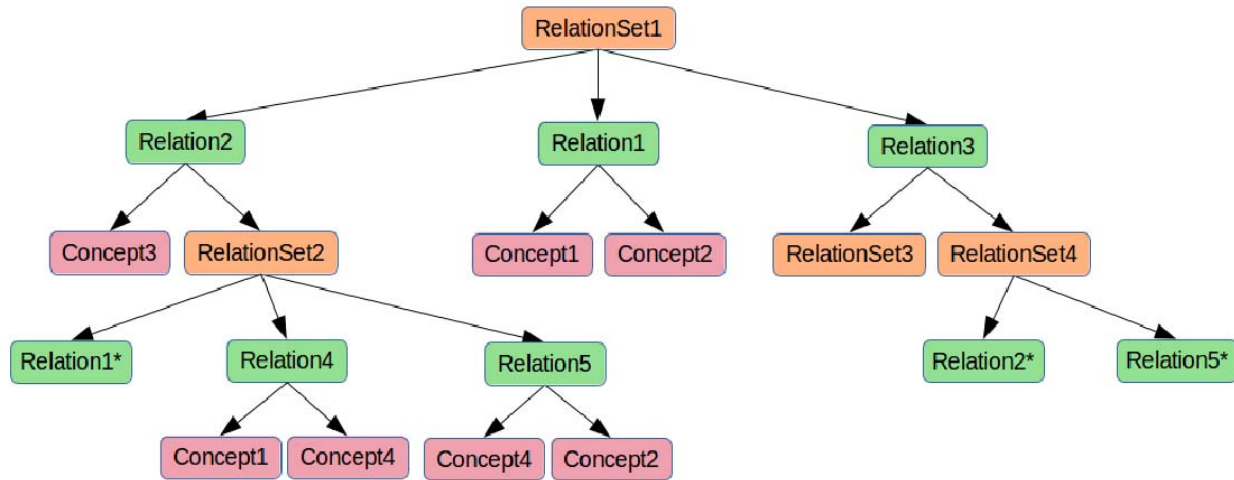 RelationSet1
Relation2
Relation1
Relation3
Concept3
RelationSet2
Concept1
Concept2
RelationSet3
RelationSet4
Relation1*
Relation4
Relation5
Relation2*
Relation5*
Concept1
Concept4
Concept4
Concept2